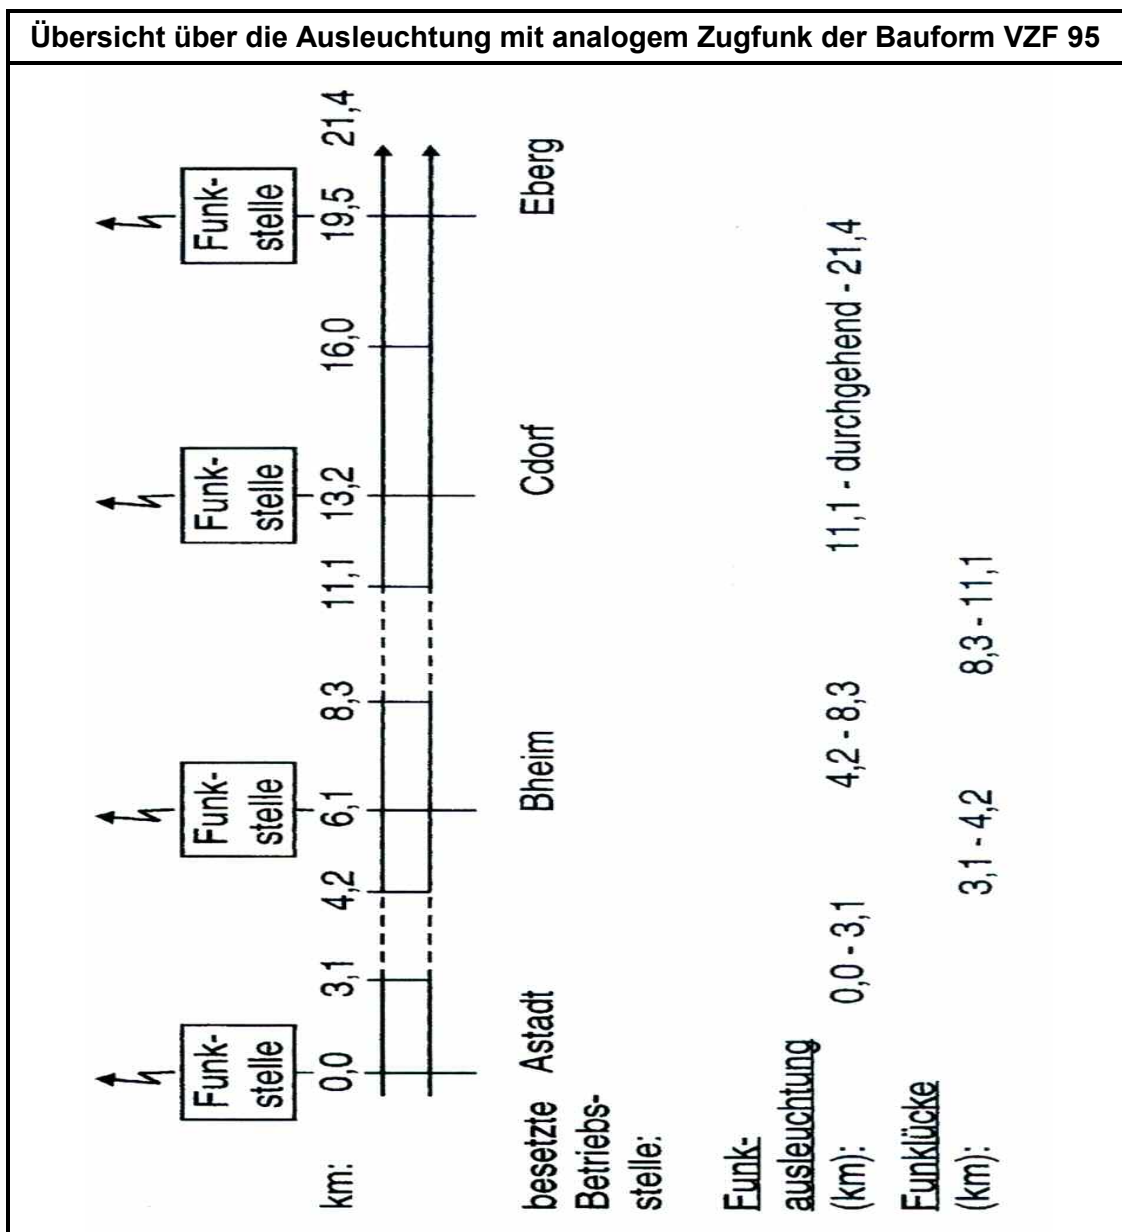 Übersicht über die Ausleuchtung mit analogem Zugfunk der Bauform VZF 95
Funk-
stelle
Funk-
stelle
Funk-
stelle
Funk-
stelle
km: 0,0 3,1 4,2 6,1 8,3 11,1 13,2 16,0 19,5 21,4
besetzte Astadt Bheim Cdorf Eberg
Betriebs-
stelle:
Funk-
ausleuchtung
(km): 0,0 - 3,1 4,2 - 8,3 11,1 - durchgehend - 21,4
Funklücke
(km): 3,1 - 4,2 8,3 - 11,1